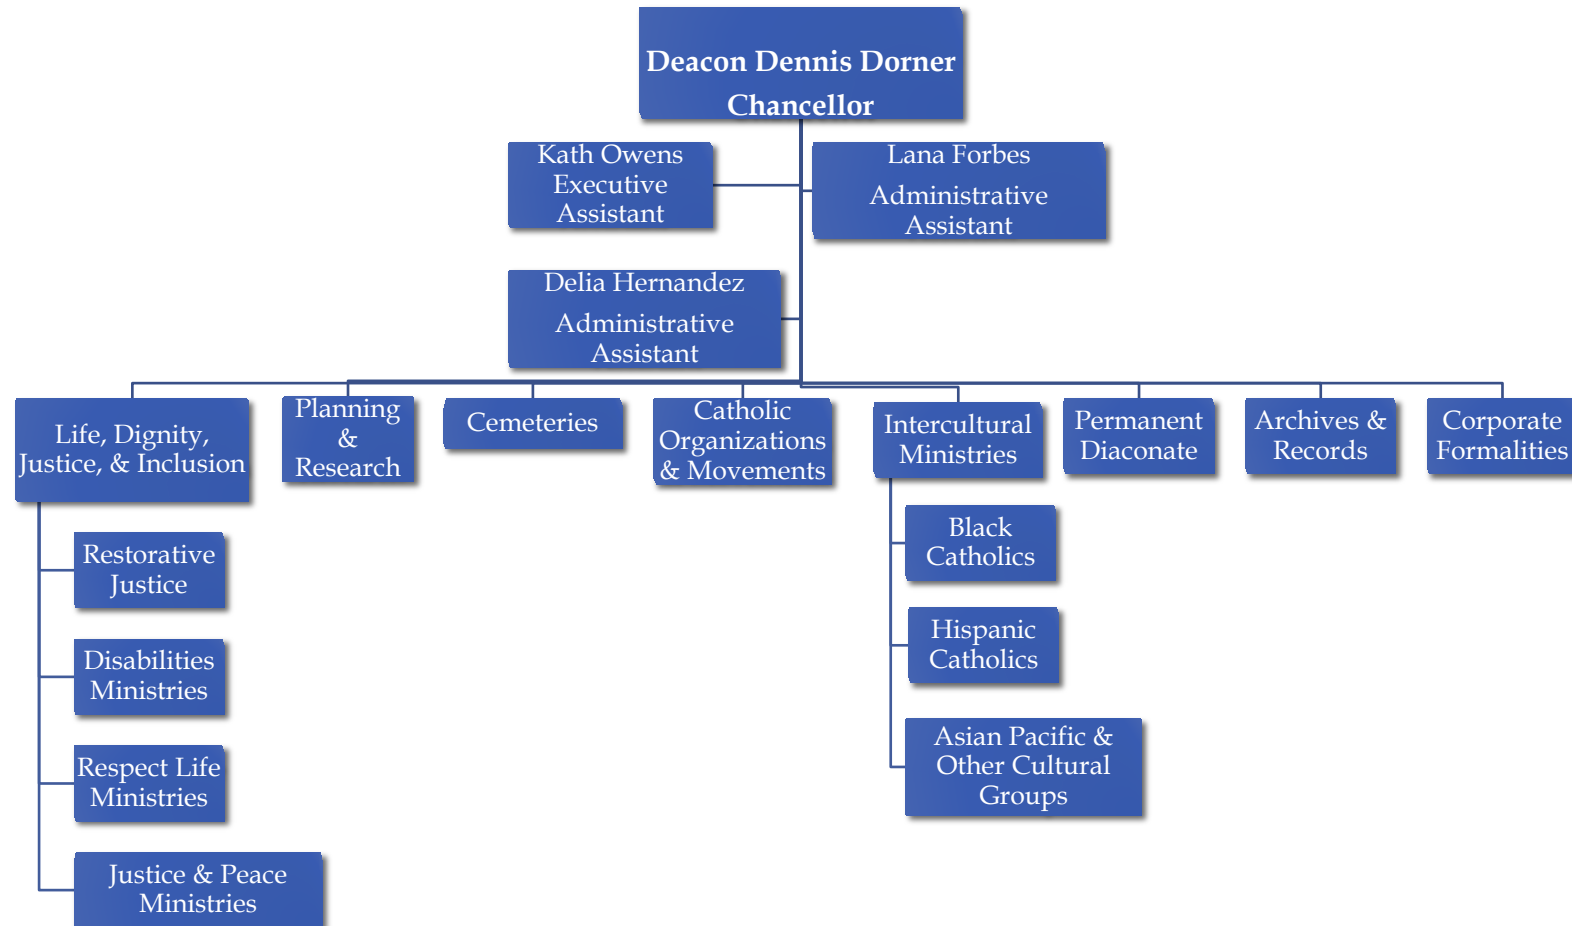 Deacon Dennis Dorner
Chancellor
Kath Owens
Executive
Assistant
Lana Forbes
Administrative
Assistant
Delia Hernandez
Administrative
Assistant
Life, Dignity,
Justice, & Inclusion
Planning
&
Research
Cemeteries
Catholic
Organizations
& Movements
Intercultural
Ministries
Permanent
Diaconate
Archives &
Records
Corporate
Formalities
Restorative
Justice
Disabilities
Ministries
Respect Life
Ministries
Justice & Peace
Ministries
Black
Catholics
Hispanic
Catholics
Asian Pacific &
Other Cultural
Groups